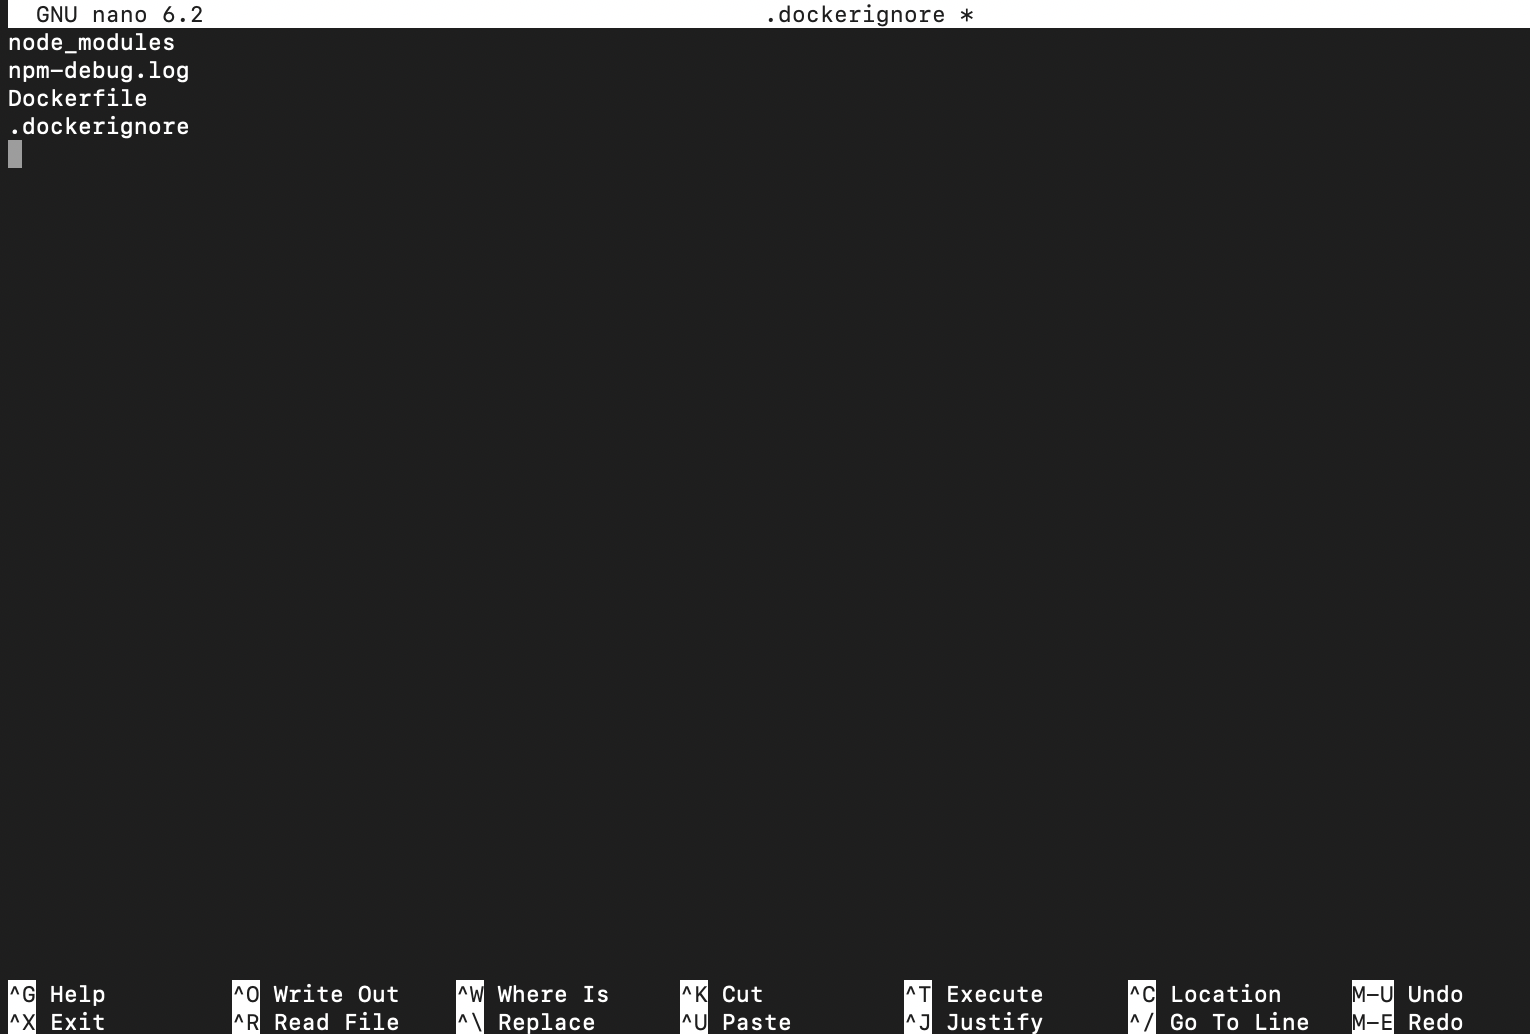 GNU nano 6.2 .dockerignore *
node_modules
npm-debug.log
Dockerfile
.dockerignore
^G Help ^O Write Out ^W Where Is ^K Cut ^T Execute ^C Location M-U Undo
^X Exit ^R Read File ^\ Replace ^U Paste ^J Justify ^/ Go To Line M-E Redo